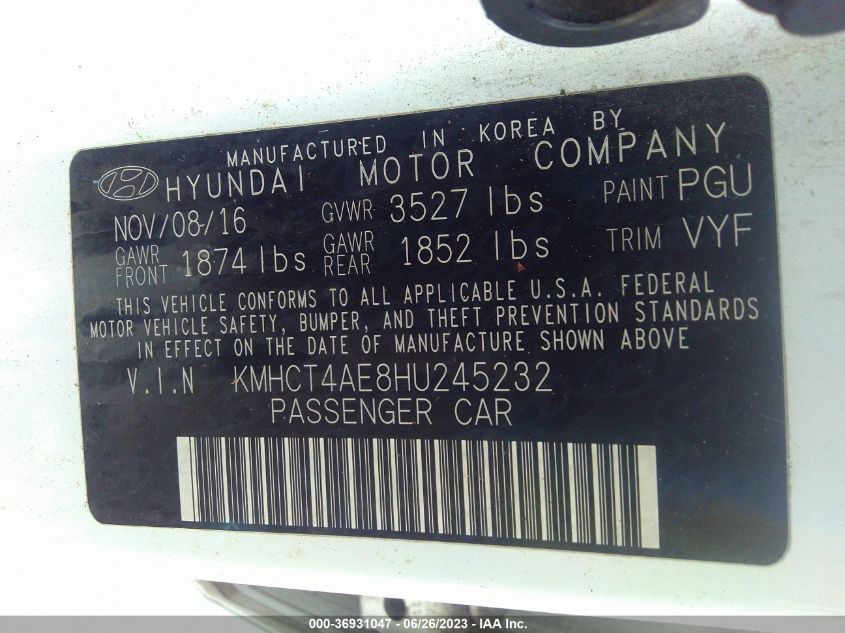 MANUFACTURED IN KOREA BY
HYUNDAI MOTOR COMPANY
NOV/08/16 GVWR 3527 lbs PAINT PGU
GAWR FRONT 1874 lbs GAWR REAR 1852 lbs TRIM VYF
THIS VEHICLE CONFORMS TO ALL APPLICABLE U.S.A. FEDERAL
MOTOR VEHICLE SAFETY, BUMPER, AND THEFT PREVENTION STANDARDS
IN EFFECT ON THE DATE OF MANUFACTURE SHOWN ABOVE
V.I.N KMHCT4AE8HU245232
PASSENGER CAR
000-36931047 - 06/26/2023 - IAA Inc.